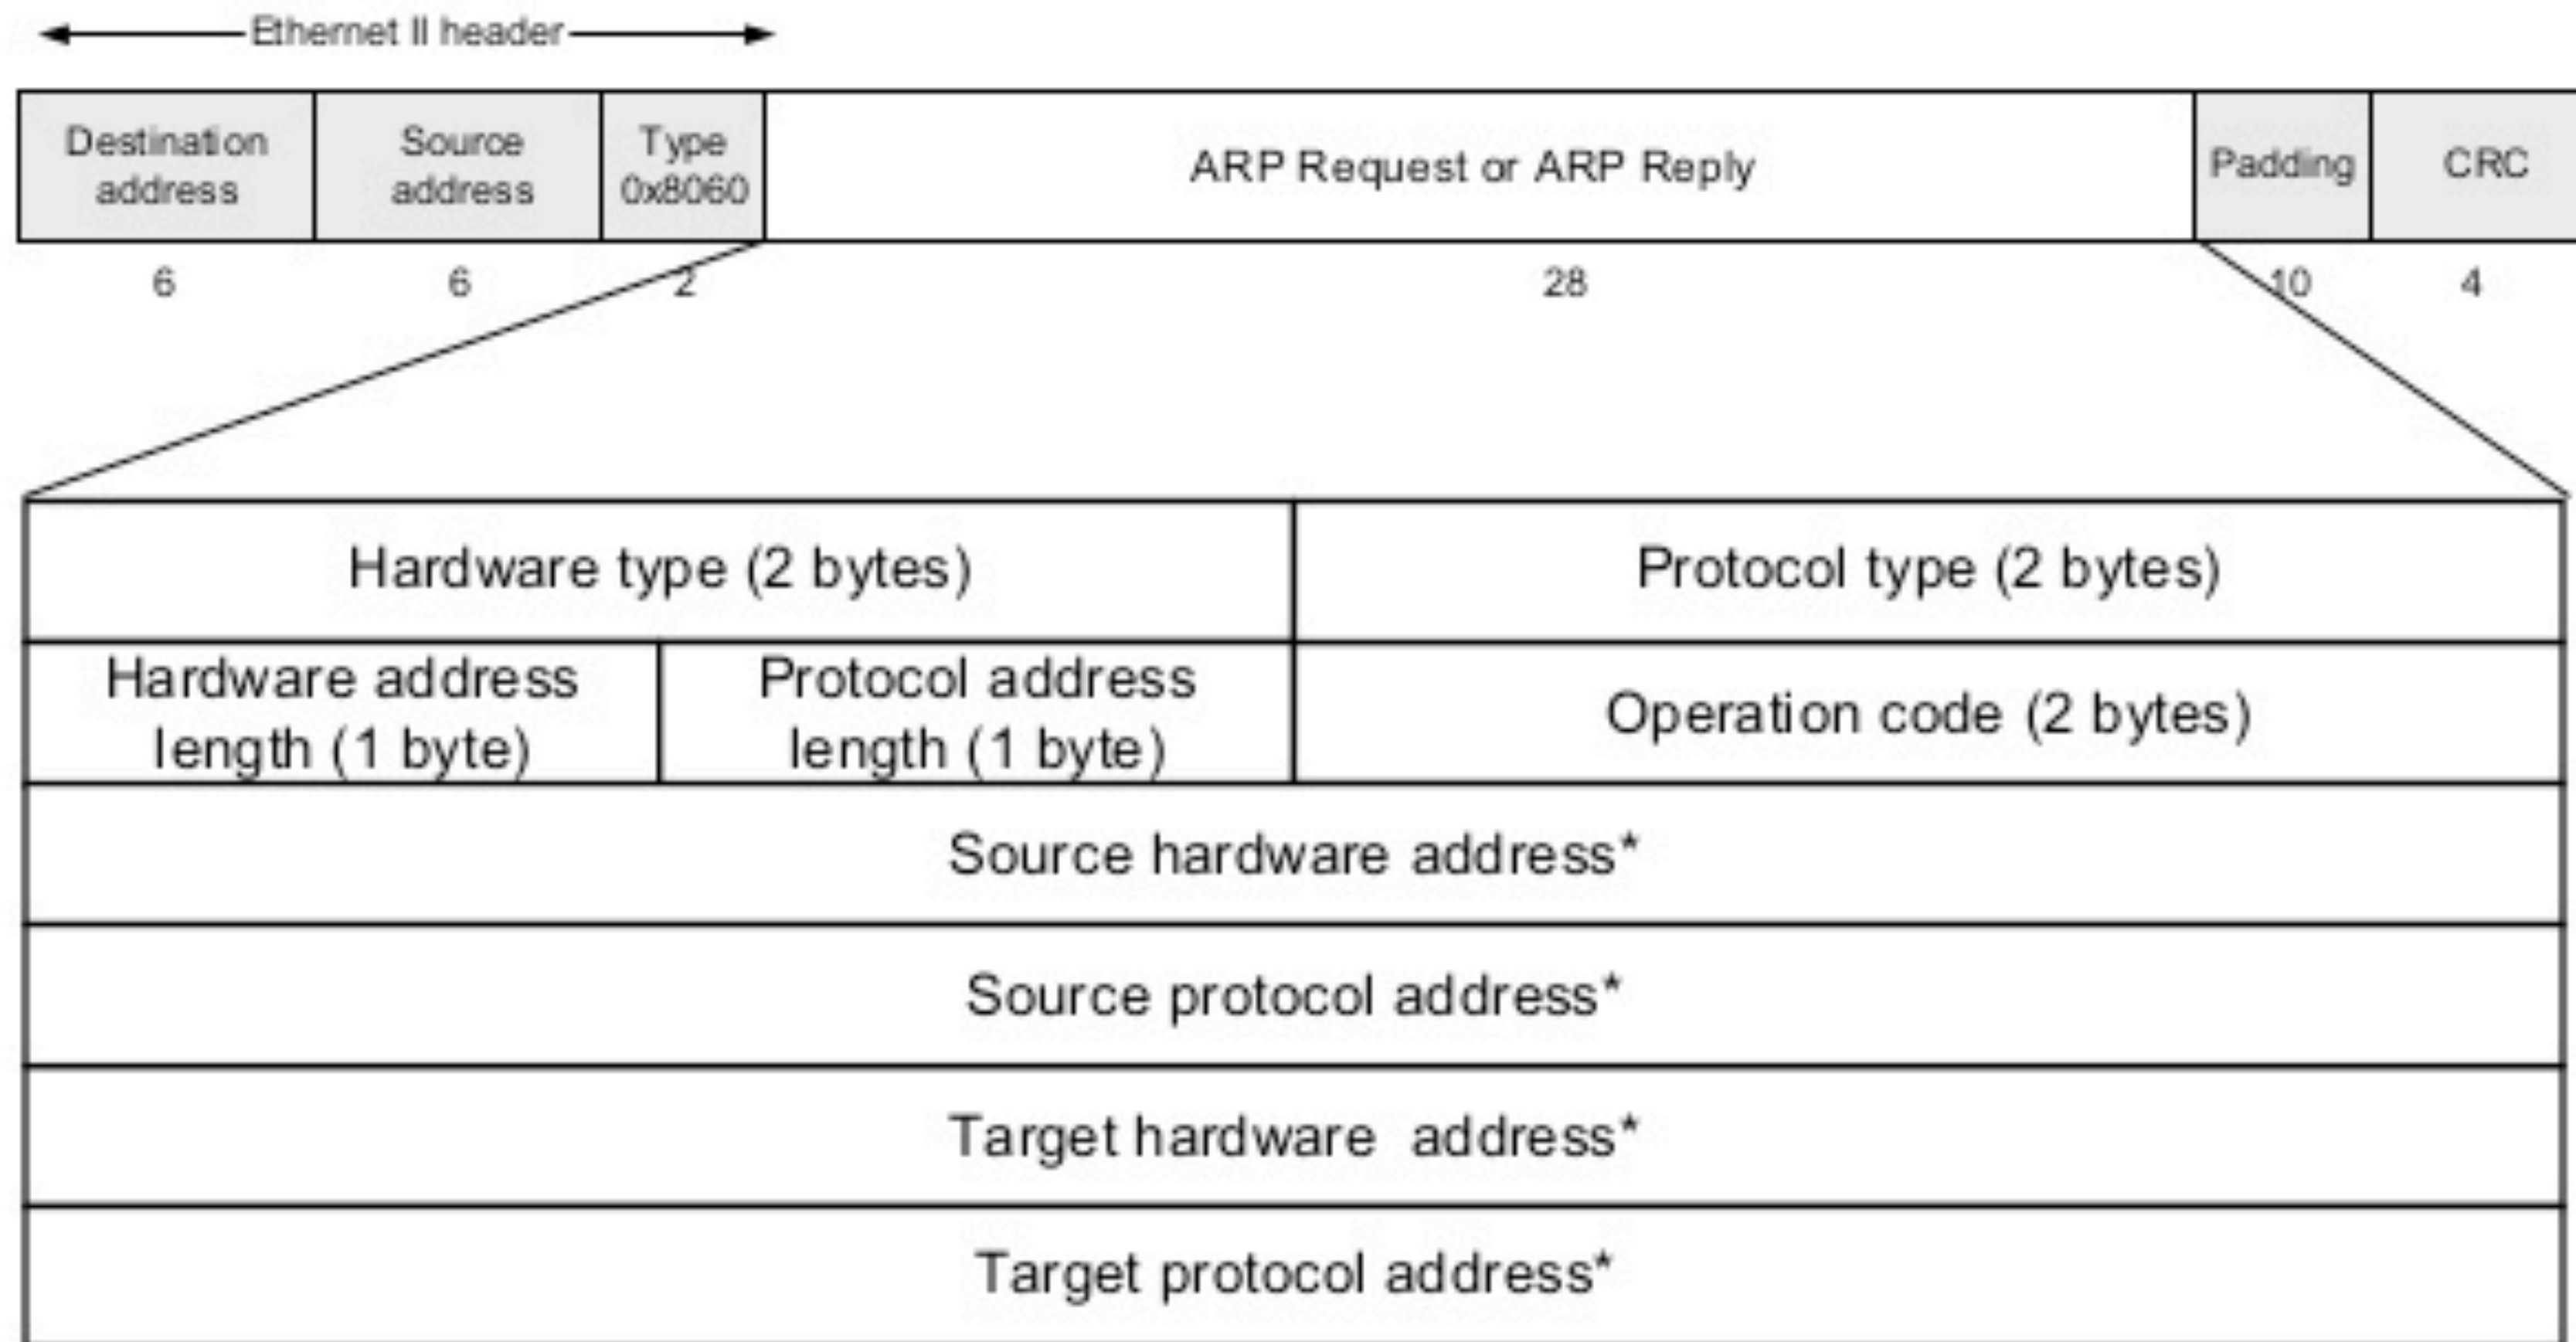 Ethernet II header
Destination
address
Source
address
Type
0x8060
ARP Request or ARP Reply
Padding
CRC
6
6
2
28
10
4
Hardware type (2 bytes)
Protocol type (2 bytes)
Hardware address
length (1 byte)
Protocol address
length (1 byte)
Operation code (2 bytes)
Source hardware address*
Source protocol address*
Target hardware address*
Target protocol address*